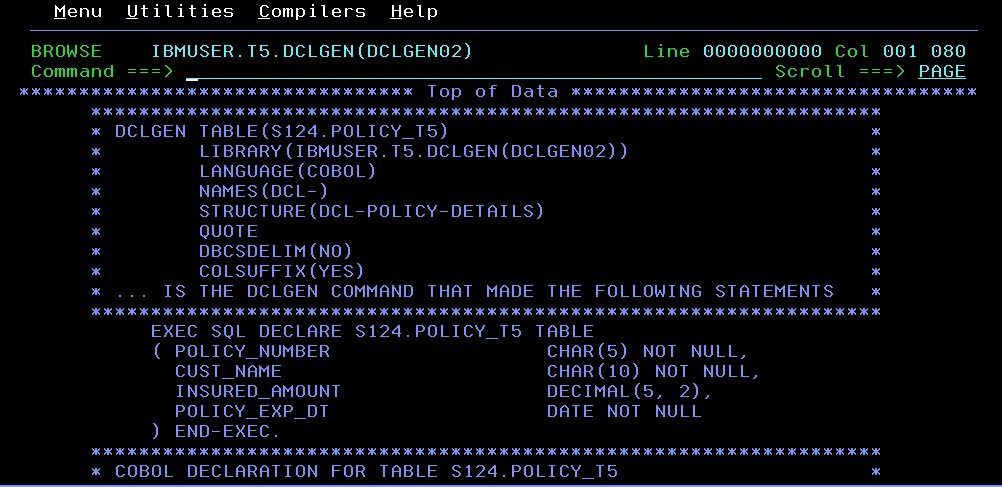 Menu  Utilities  Compilers  Help
BROWSE    IBMUSER.T5.DCLGEN(DCLGEN02)              Line 0000000000 Col 001 080
Command ===> _                                                Scroll ===> PAGE
********************************* Top of Data **********************************
******************************************************************
* DCLGEN TABLE(S124.POLICY_T5)                                   *
*        LIBRARY(IBMUSER.T5.DCLGEN(DCLGEN02))                    *
*        LANGUAGE(COBOL)                                         *
*        NAMES(DCL-)                                             *
*        STRUCTURE(DCL-POLICY-DETAILS)                           *
*        QUOTE                                                   *
*        DBCSDELIM(NO)                                           *
*        COLSUFFIX(YES)                                          *
* ... IS THE DCLGEN COMMAND THAT MADE THE FOLLOWING STATEMENTS   *
******************************************************************
EXEC SQL DECLARE S124.POLICY_T5 TABLE
( POLICY_NUMBER                  CHAR(5) NOT NULL,
CUST_NAME                      CHAR(10) NOT NULL,
INSURED_AMOUNT                 DECIMAL(5, 2),
POLICY_EXP_DT                  DATE NOT NULL
) END-EXEC.
******************************************************************
* COBOL DECLARATION FOR TABLE S124.POLICY_T5                     *